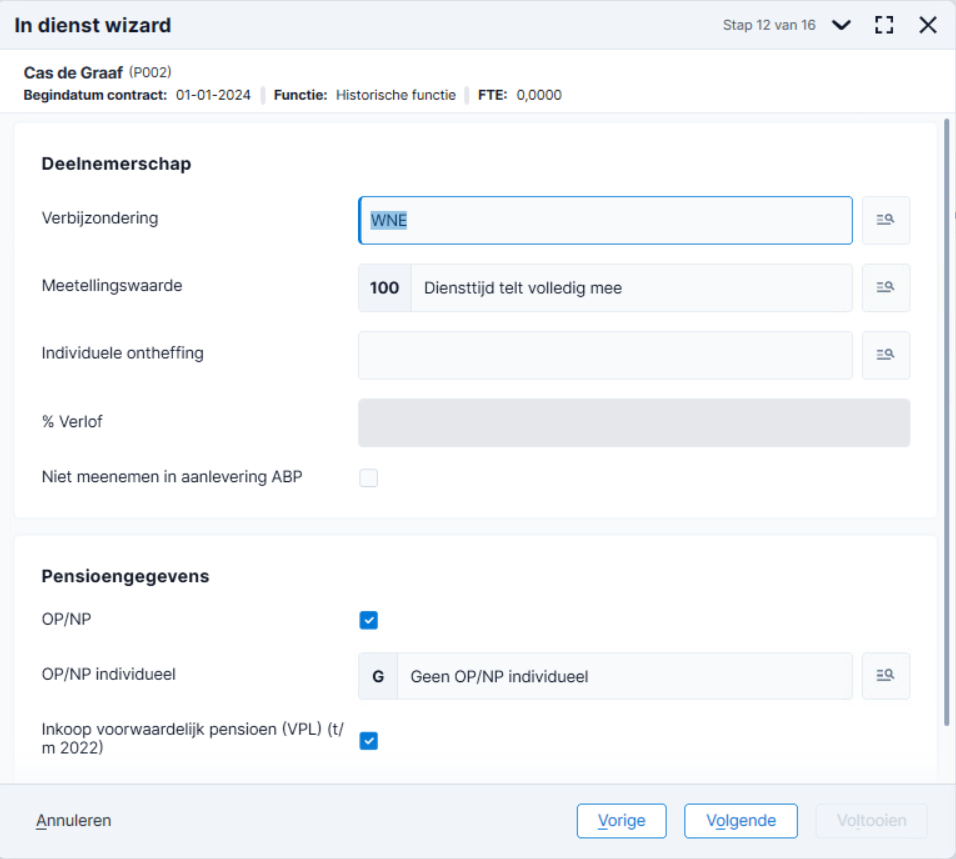 In dienst wizard
Stap 12 van 16
Cas de Graaf (P002)
Begindatum contract: 01-01-2024 Functie: Historische functie FTE: 0,0000
Deelnemerschap
Verbijzondering WNE
Meetellingswaarde 100 Diensttijd telt volledig mee
Individuele ontheffing
% Verlof
Niet meenemen in aanlevering ABP
Pensioengegevens
OP/NP
OP/NP individueel G Geen OP/NP individueel
Inkoop voorwaardelijk pensioen (VPL) (t/
m 2022)
Annuleren Vorige Volgende Voltooien